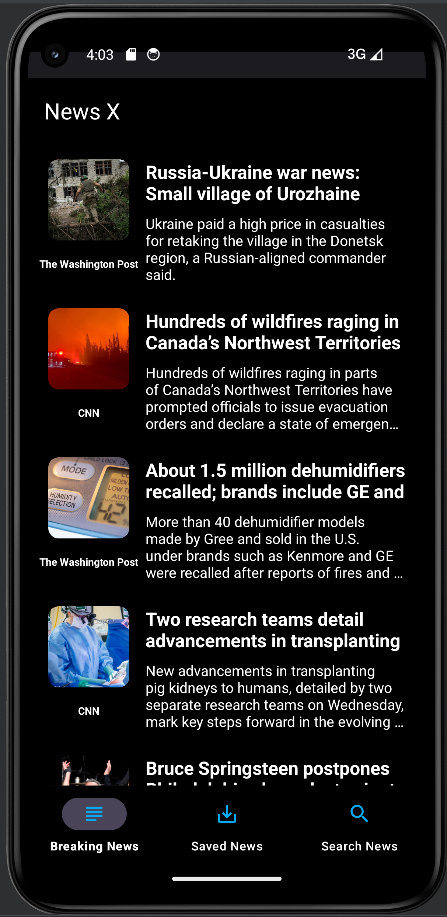 4:03
3G
News X
Russia-Ukraine war news:
Small village of Urozhaine
Ukraine paid a high price in casualties
for retaking the village in the Donetsk
region, a Russian-aligned commander
said.
The Washington Post
Hundreds of wildfires raging in
Canada’s Northwest Territories
Hundreds of wildfires raging in parts
of Canada’s Northwest Territories have
prompted officials to issue evacuation
orders and declare a state of emergen…
CNN
About 1.5 million dehumidifiers
recalled; brands include GE and
More than 40 dehumidifier models
made by Gree and sold in the U.S.
under brands such as Kenmore and GE
were recalled after reports of fires and …
MODE
HUMIDITY
LOW
AUTO
42
The Washington Post
Two research teams detail
advancements in transplanting
New advancements in transplanting
pig kidneys to humans, detailed by two
separate research teams on Wednesday,
mark key steps forward in the evolving …
CNN
Bruce Springsteen postpones
Breaking News
Saved News
Search News